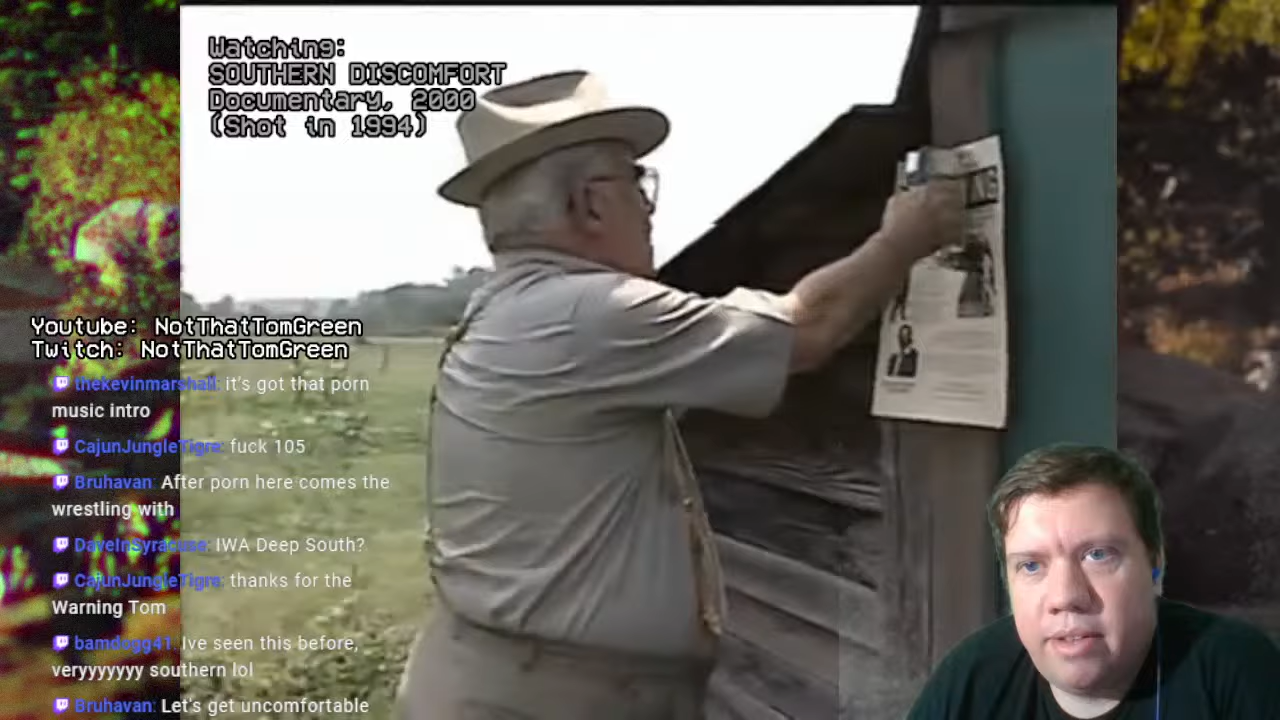 Watching:
SOUTHERN DISCOMFORT
Documentary, 2000
(Shot in 1994)
Youtube: NotThatTomGreen
Twitch: NotThatTomGreen
thekevinmarshall: it's got that porn
music intro
CajunJungleTigre: fuck 105
Bruhavan: After porn here comes the
wrestling with
DaveInSyracuse: IWA Deep South?
CajunJungleTigre: thanks for the
Warning Tom
bamdogg41: Ive seen this before,
veryyyyyyy southern lol
Bruhavan: Let's get uncomfortable